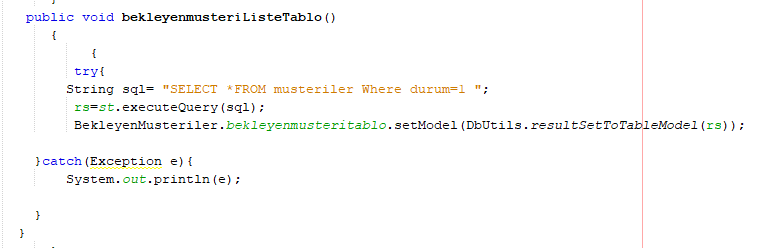 public void bekleyenmusteriListeTablo()
{
{
try{
String sql= "SELECT *FROM musteriler Where durum=1 ";
rs=st.executeQuery(sql);
BekleyenMusteriler.bekleyenmusteritablo.setModel(DbUtils.resultSetToTableModel(rs));
}catch(Exception e){
System.out.println(e);
}
}